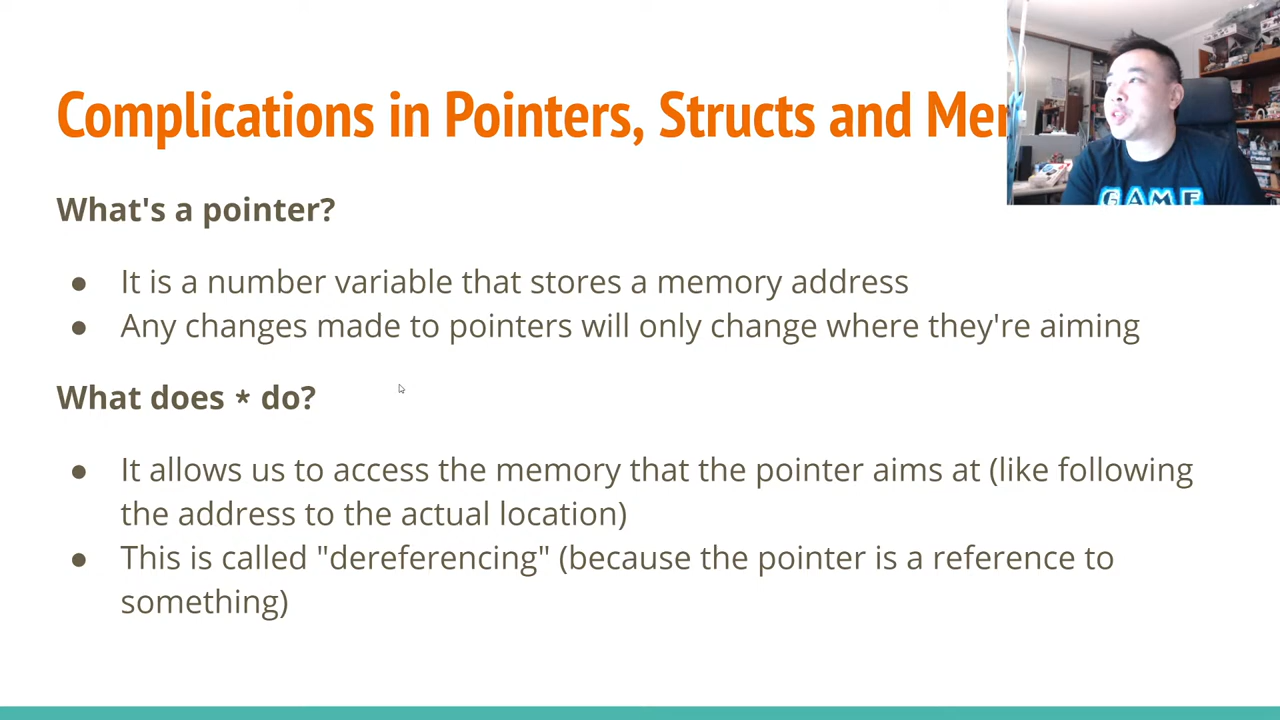 Complications in Pointers, Structs and
What's a pointer?
● It is a number variable that stores a memory address
● Any changes made to pointers will only change where they're aiming
What does * do?
● It allows us to access the memory that the pointer aims at (like following
the address to the actual location)
● This is called "dereferencing" (because the pointer is a reference to
something)
GAME